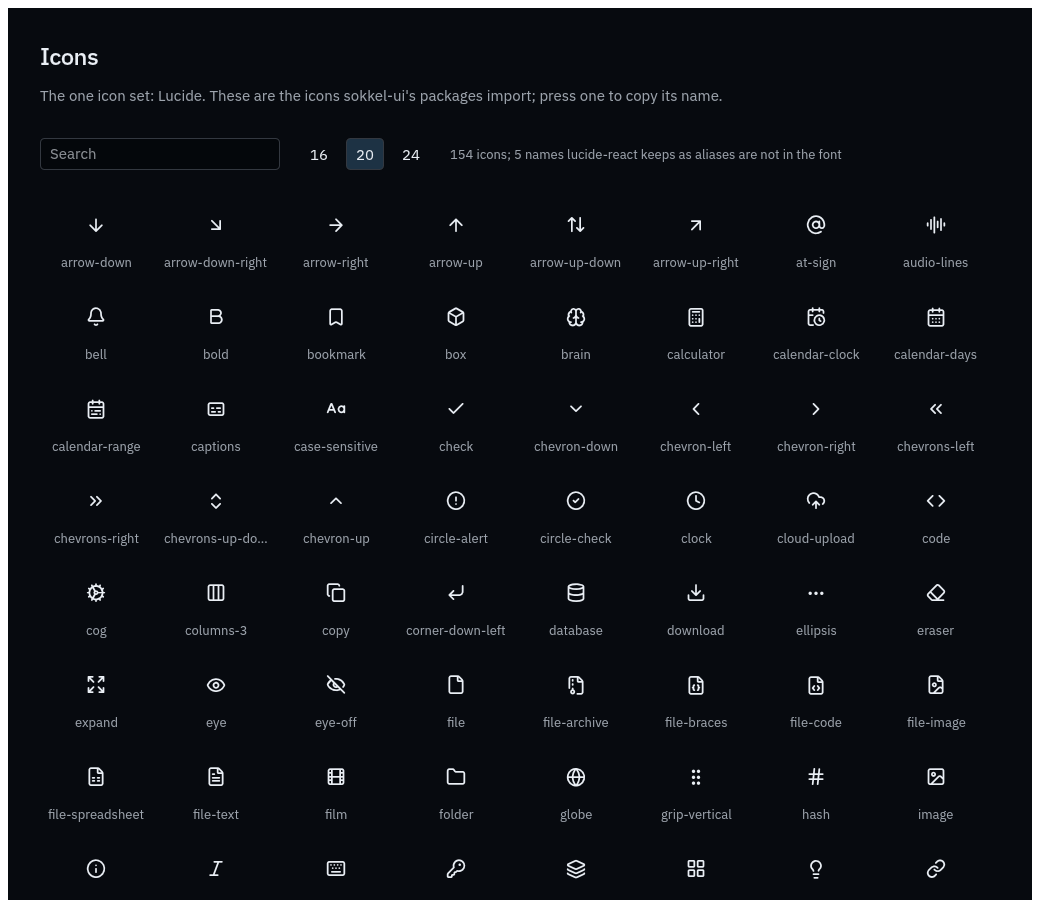 Icons
The one icon set: Lucide. These are the icons sokkel-ui's packages import; press one to copy its name.
Search 16 20 24 154 icons; 5 names lucide-react keeps as aliases are not in the font
arrow-down arrow-down-right arrow-right arrow-up arrow-up-down arrow-up-right at-sign audio-lines
bell bold bookmark box brain calculator calendar-clock calendar-days
Aa
calendar-range captions case-sensitive check chevron-down chevron-left chevron-right chevrons-left
chevrons-right chevrons-up-do... chevron-up circle-alert circle-check clock cloud-upload code
cog columns-3 copy corner-down-left database download ellipsis eraser
expand eye eye-off file file-archive file-braces file-code file-image
file-spreadsheet file-text film folder globe grip-vertical hash image